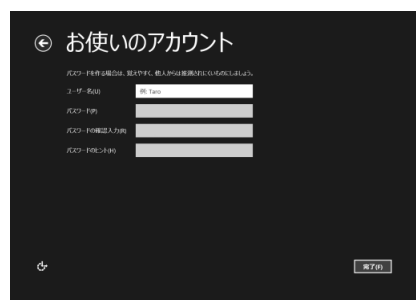 お使いのアカウント
パスワードを作る場合は、覚えやすく、他人からは推測されにくいものにしましょう。
ユーザー名(U)
例: Taro
パスワード(P)
パスワードの確認入力(R)
パスワードのヒント(H)
完了(F)